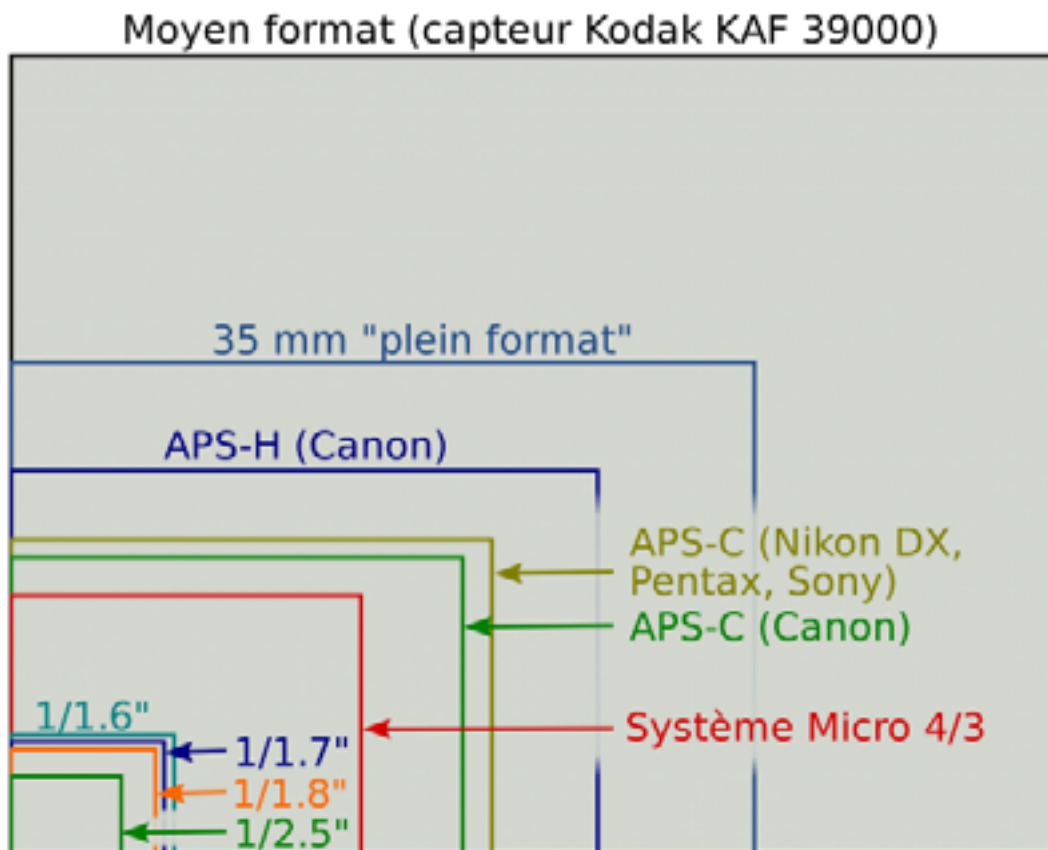 Moyen format (capteur Kodak KAF 39000)
35 mm "plein format"
APS-H (Canon)
APS-C (Nikon DX,
Pentax, Sony)
APS-C (Canon)
Système Micro 4/3
1/1.6"
1/1.7"
1/1.8"
1/2.5"